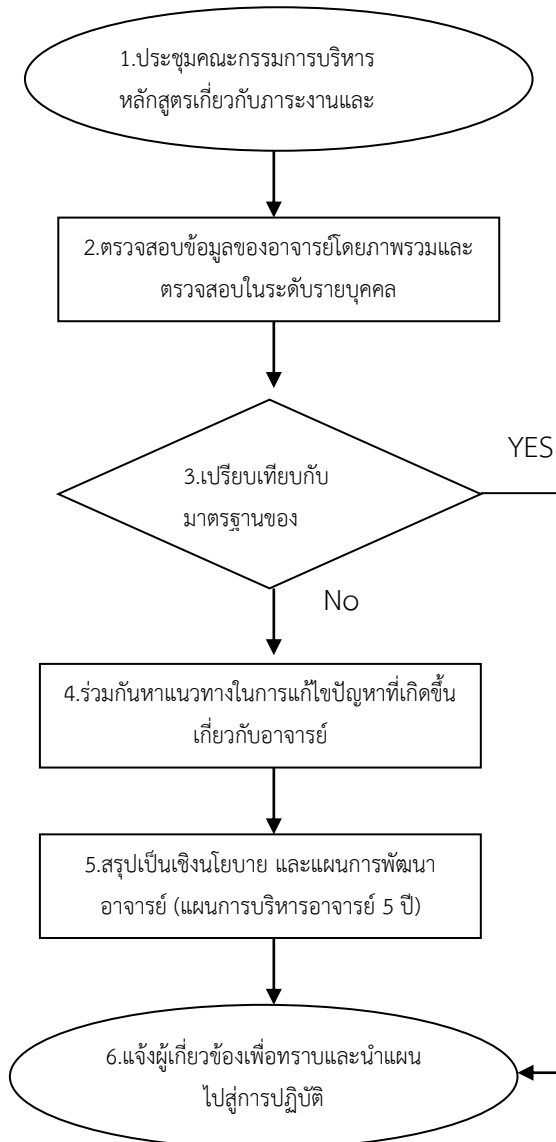 1.ประชุมคณะกรรมการบริหาร
หลักสูตรเกี่ยวกับภาระงานและ
2.ตรวจสอบข้อมูลของอาจารย์โดยภาพรวมและ
ตรวจสอบในระดับรายบุคคล
3.เปรียบเทียบกับ
มาตรฐานของ
YES
No
4.ร่วมกันหาแนวทางในการแก้ไขปัญหาที่เกิดขึ้น
เกี่ยวกับอาจารย์
5.สรุปเป็นเชิงนโยบาย และแผนการพัฒนา
อาจารย์ (แผนการบริหารอาจารย์ 5 ปี)
6.แจ้งผู้เกี่ยวข้องเพื่อทราบและนำแผน
ไปสู่การปฏิบัติ